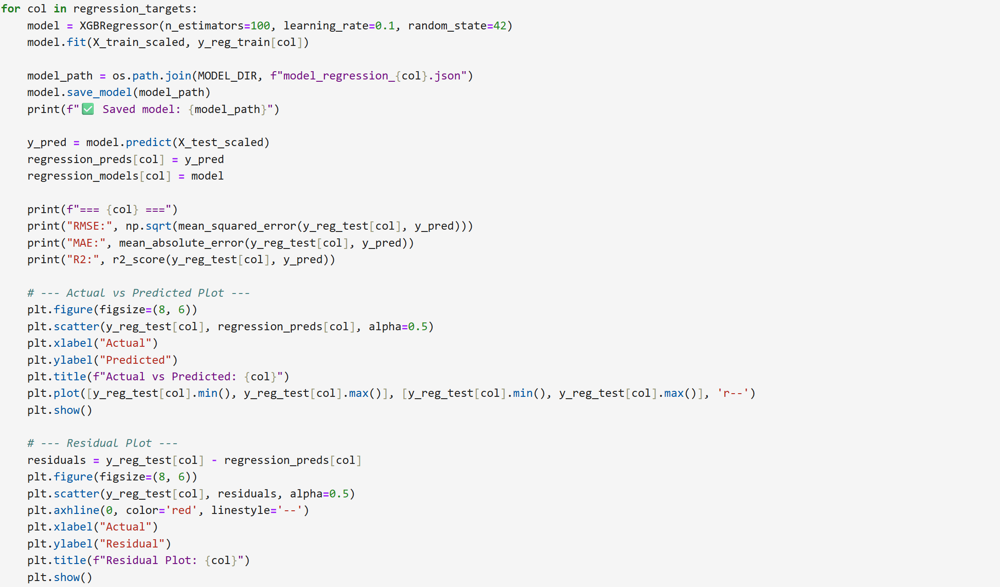 for col in regression_targets:
    model = XGBRegressor(n_estimators=100, learning_rate=0.1, random_state=42)
    model.fit(X_train_scaled, y_reg_train[col])

    model_path = os.path.join(MODEL_DIR, f"model_regression_{col}.json")
    model.save_model(model_path)
    print(f"✅ Saved model: {model_path}")

    y_pred = model.predict(X_test_scaled)
    regression_preds[col] = y_pred
    regression_models[col] = model

    print(f"=== {col} ===")
    print("RMSE:", np.sqrt(mean_squared_error(y_reg_test[col], y_pred)))
    print("MAE:", mean_absolute_error(y_reg_test[col], y_pred))
    print("R2:", r2_score(y_reg_test[col], y_pred))

    # --- Actual vs Predicted Plot ---
    plt.figure(figsize=(8, 6))
    plt.scatter(y_reg_test[col], regression_preds[col], alpha=0.5)
    plt.xlabel("Actual")
    plt.ylabel("Predicted")
    plt.title(f"Actual vs Predicted: {col}")
    plt.plot([y_reg_test[col].min(), y_reg_test[col].max()], [y_reg_test[col].min(), y_reg_test[col].max()], 'r--')
    plt.show()

    # --- Residual Plot ---
    residuals = y_reg_test[col] - regression_preds[col]
    plt.figure(figsize=(8, 6))
    plt.scatter(y_reg_test[col], residuals, alpha=0.5)
    plt.axhline(0, color='red', linestyle='--')
    plt.xlabel("Actual")
    plt.ylabel("Residual")
    plt.title(f"Residual Plot: {col}")
    plt.show()